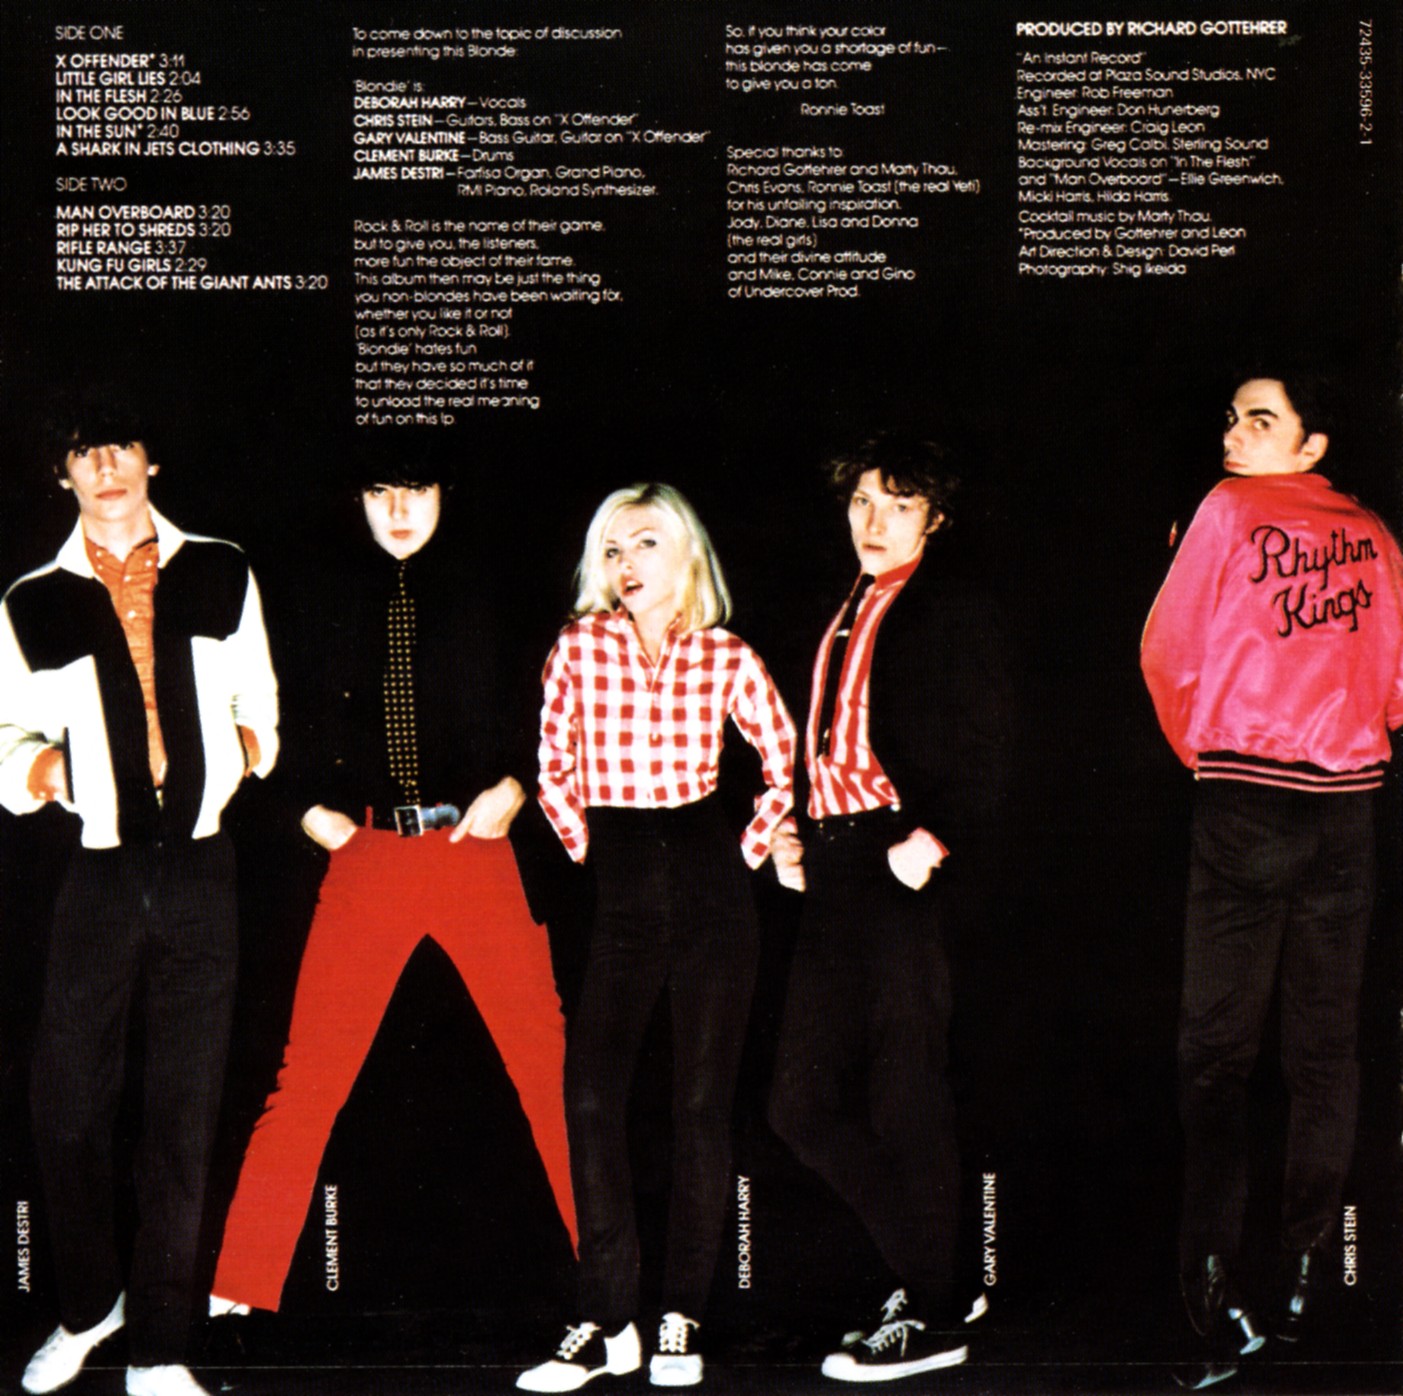 SIDE ONE
X OFFENDER* 3:11
LITTLE GIRL LIES 2:04
IN THE FLESH 2:26
LOOK GOOD IN BLUE 2:56
IN THE SUN* 2:40
A SHARK IN JETS CLOTHING 3:35
SIDE TWO
MAN OVERBOARD 3:20
RIP HER TO SHREDS 3:20
RIFLE RANGE 3:37
KUNG FU GIRLS 2:29
THE ATTACK OF THE GIANT ANTS 3:20
To come down to the topic of discussion
in presenting this Blonde:
'Blondie' is:
DEBORAH HARRY—Vocals
CHRIS STEIN—Guitars, Bass on "X Offender"
GARY VALENTINE—Bass Guitar, Guitar on "X Offender"
CLEMENT BURKE—Drums
JAMES DESTRI—Farfisa Organ, Grand Piano,
RMI Piano, Roland Synthesizer.
Rock & Roll is the name of their game,
but to give you, the listeners,
more fun the object of their fame.
This album then may be just the thing
you non-blondes have been waiting for,
whether you like it or not
(as it's only Rock & Roll).
'Blondie' hates fun
but they have so much of it
that they decided it's time
to unload the real meaning
of fun on this lp.
So, if you think your color
has given you a shortage of fun—
this blonde has come
to give you a ton.
Ronnie Toast
Special thanks to:
Richard Gottehrer and Marty Thau,
Chris Evans, Ronnie Toast (the real Yeti)
for his unfailing inspiration,
Jody, Diane, Lisa and Donna
(the real girls)
and their divine attitude
and Mike, Connie and Gino
of Undercover Prod.
PRODUCED BY RICHARD GOTTEHRER
"An Instant Record"
Recorded at Plaza Sound Studios, NYC
Engineer: Rob Freeman
Ass't. Engineer: Don Hunerberg
Re-mix Engineer: Craig Leon
Mastering: Greg Calbi, Sterling Sound
Background Vocals on "In The Flesh"
and "Man Overboard"—Ellie Greenwich,
Micki Harris, Hilda Harris.
Cocktail music by Marty Thau.
*Produced by Gottehrer and Leon
Art Direction & Design: David Perl
Photography: Shig Ikeida
72435-33596-2-1
Rhythm
Kings
JAMES DESTRI
CLEMENT BURKE
DEBORAH HARRY
GARY VALENTINE
CHRIS STEIN